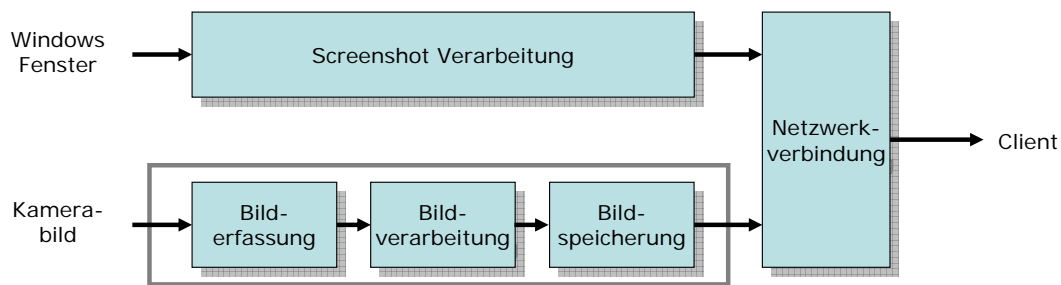 Windows
Fenster
Screenshot Verarbeitung
Netzwerk-
verbindung
Client
Kamera-
bild
Bild-
erfassung
Bild-
verarbeitung
Bild-
speicherung